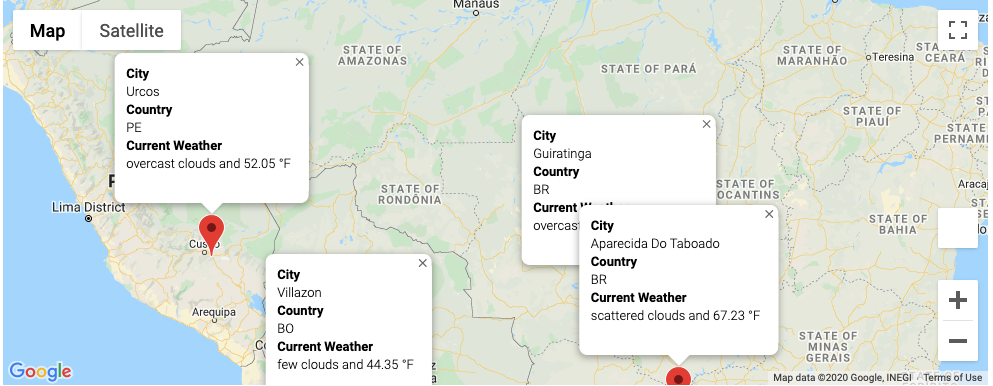 Map
Satellite
Manaus
STATE OF
AMAZONAS
STATE OF PARÁ
STATE OF
MARANHÃO
STATE OF
CEARÁ
Teresina
City
Urcos
Country
PE
Current Weather
overcast clouds and 52.05 °F
City
Guiratinga
Country
BR
Current We
overcast
STATE OF
PIAUÍ
STATE OF
PERNAM
STATE OF
RONDÔNIA
STATE OF
TOCANTINS
Lima District
Aracaj
City
Aparecida Do Taboado
Country
BR
Current Weather
scattered clouds and 67.23 °F
STATE OF
BAHIA
Cusco
City
Villazon
Country
BO
Current Weather
few clouds and 44.35 °F
Arequipa
STATE OF
MINAS
GERAIS
Google
Map data ©2020 Google, INEGI
Terms of Use